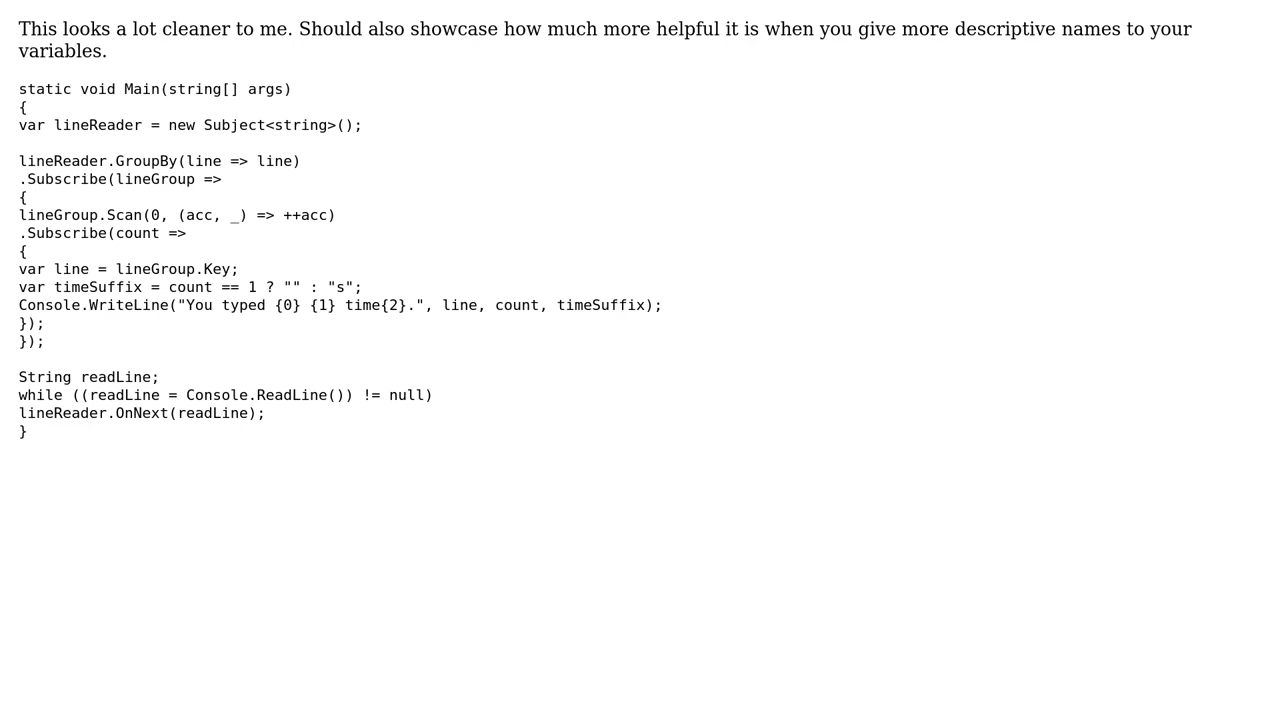 This looks a lot cleaner to me. Should also showcase how much more helpful it is when you give more descriptive names to your
variables.
static void Main(string[] args)
{
var lineReader = new Subject<string>();
lineReader.GroupBy(line => line)
.Subscribe(lineGroup =>
{
lineGroup.Scan(0, (acc, _) => ++acc)
.Subscribe(count =>
{
var line = lineGroup.Key;
var timeSuffix = count == 1 ? "" : "s";
Console.WriteLine("You typed {0} {1} time{2}.", line, count, timeSuffix);
});
});
String readLine;
while ((readLine = Console.ReadLine()) != null)
lineReader.OnNext(readLine);
}